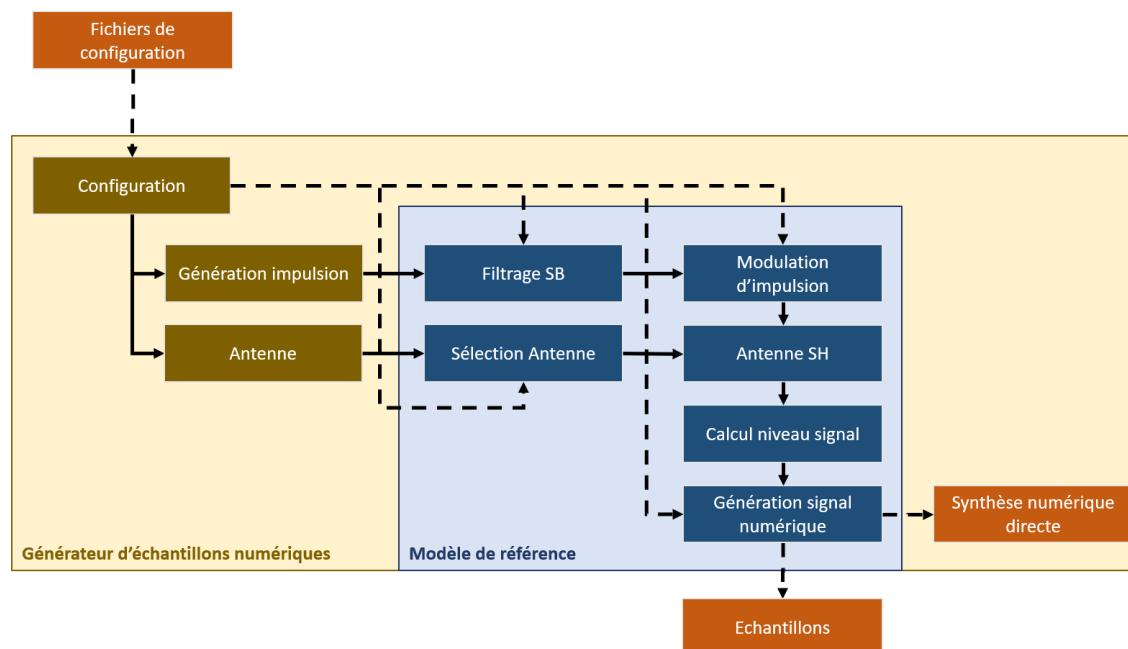 Fichiers de
configuration
Configuration
Génération impulsion
Filtrage SB
Modulation
d’impulsion
Antenne
Sélection Antenne
Antenne SH
Calcul niveau signal
Génération signal
numérique
Synthèse numérique
directe
Générateur d’échantillons numériques
Modèle de référence
Echantillons